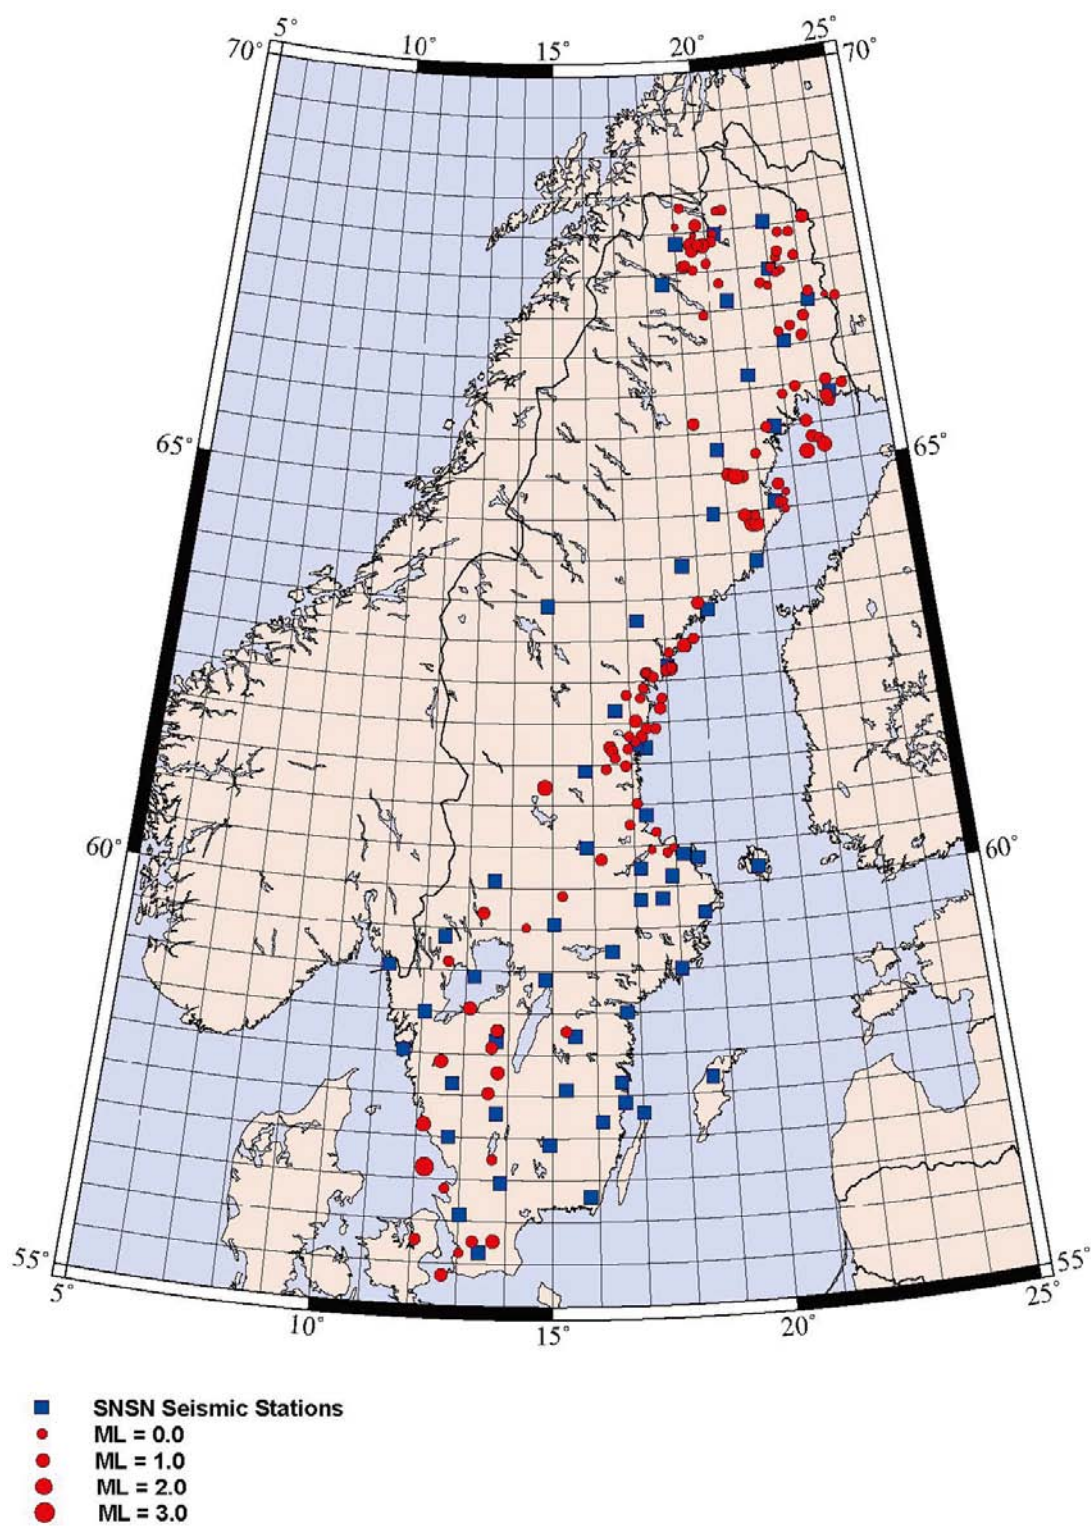 5° 10° 15° 20° 25°
70° 70°
65° 65°
60° 60°
55° 55°
5° 10° 15° 20° 25°
SNSN Seismic Stations
ML = 0.0
ML = 1.0
ML = 2.0
ML = 3.0